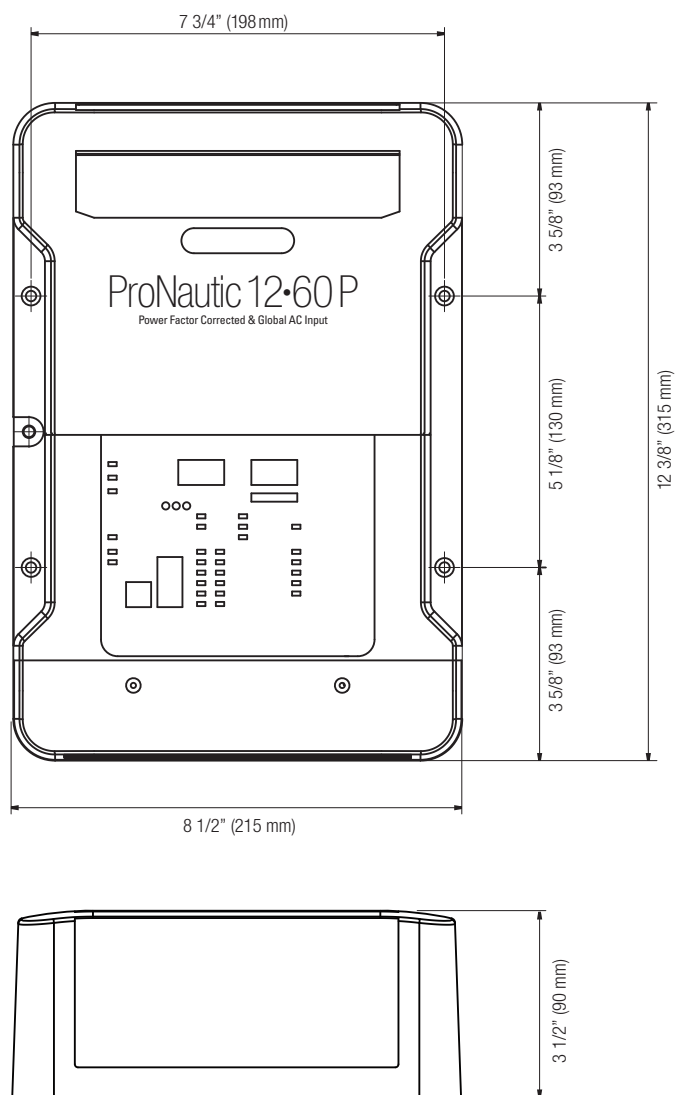 7 3/4” (198 mm)
3 5/8” (93 mm)
ProNautic 12•60 P
Power Factor Corrected & Global AC Input
5 1/8” (130 mm)
12 3/8” (315 mm)
3 5/8” (93 mm)
8 1/2” (215 mm)
3 1/2” (90 mm)